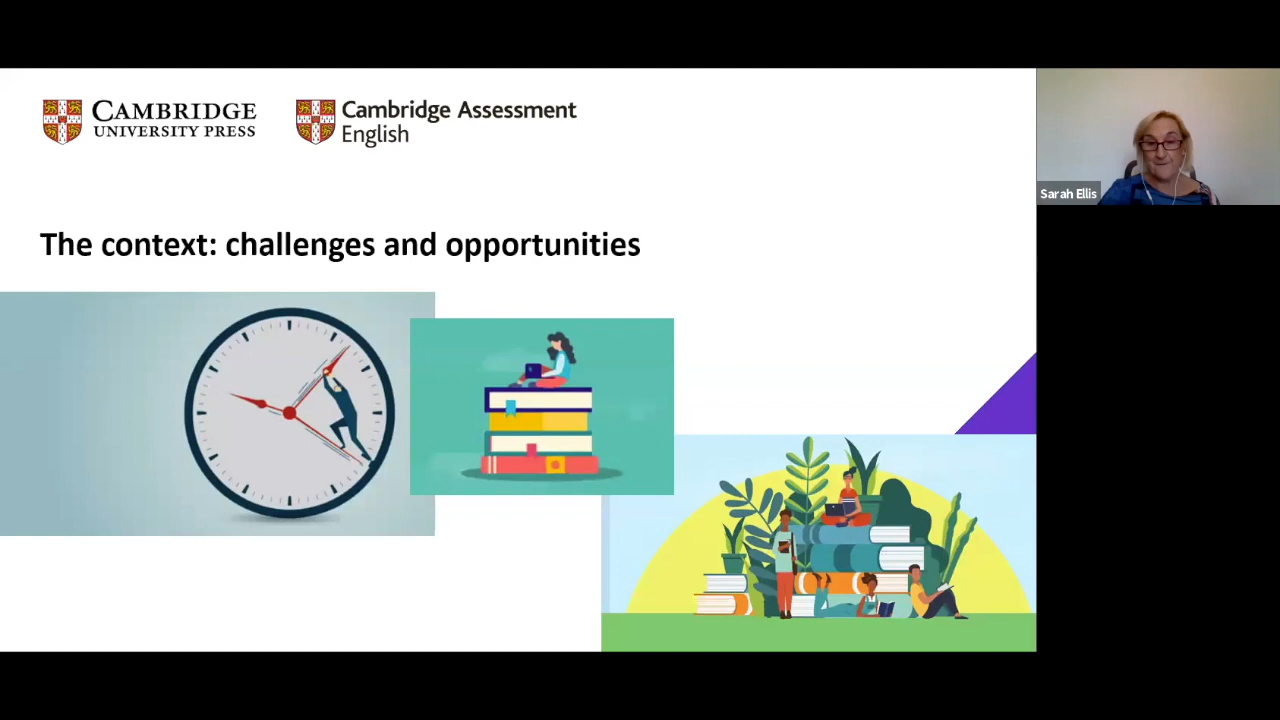 CAMBRIDGE
UNIVERSITY PRESS
Cambridge Assessment
English
The context: challenges and opportunities
Sarah Ellis